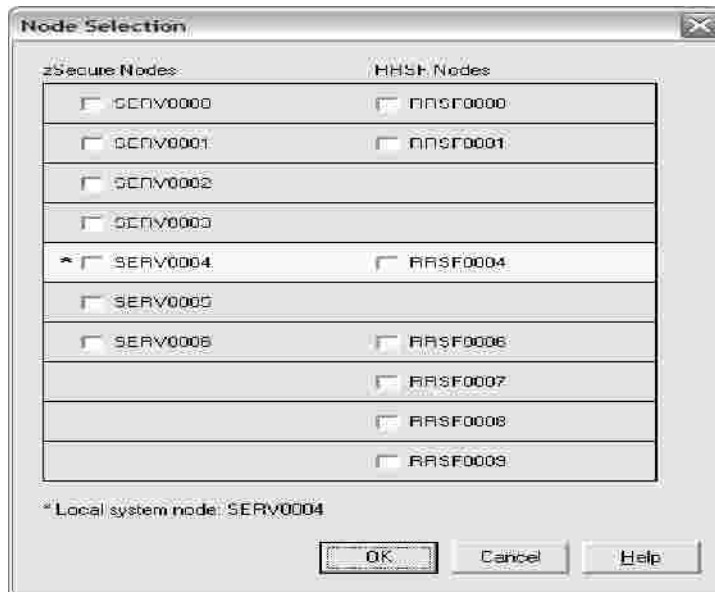 Node Selection
zSecure Nodes RRSF Nodes
SERV0000 RRSF0000
SERV0001 RRSF0001
SERV0002
SERV0003
* SERV0004 RRSF0004
SERV0005
SERV0006 RRSF0006
RRSF0007
RRSF0008
RRSF0009
* Local system node: SERV0004
OK Cancel Help